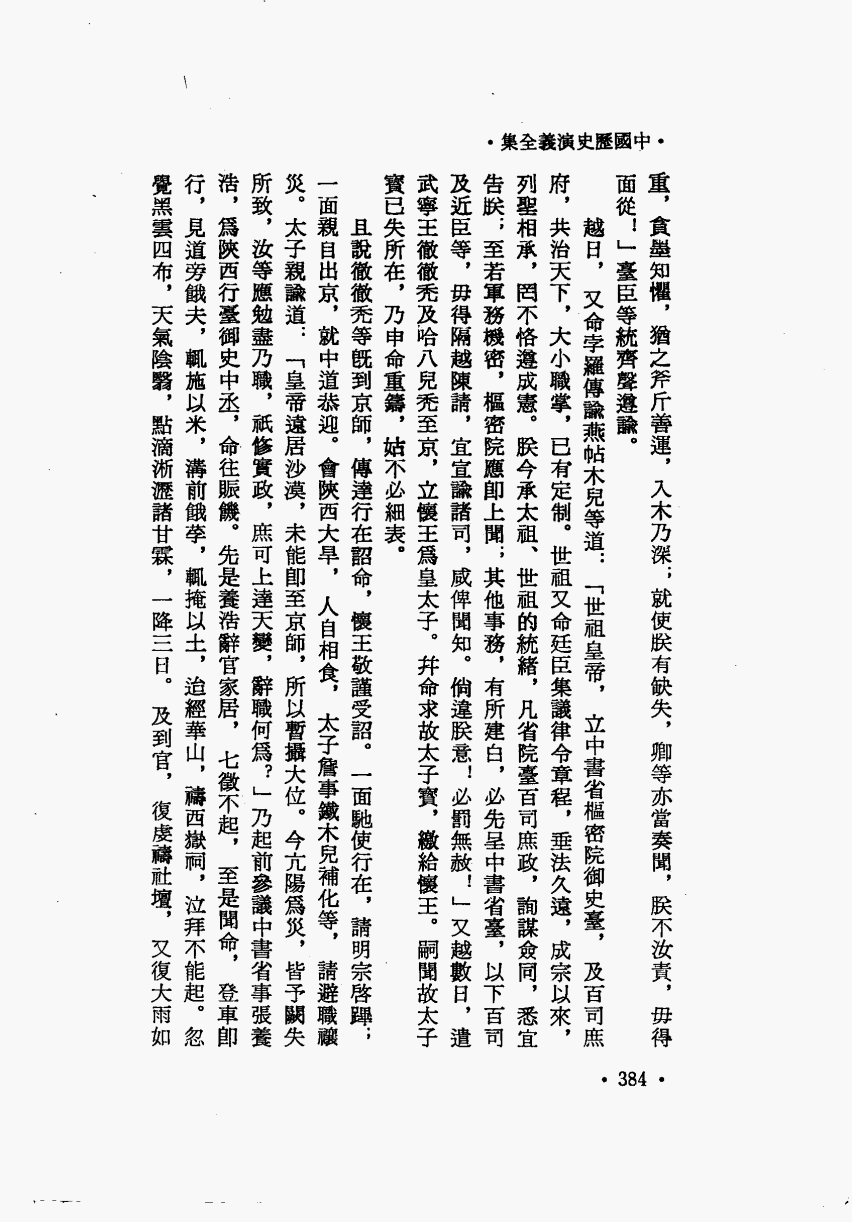 •中國歷史演義全集•
重，貪墨知懼，猶之斧斤善運，入木乃深；就使朕有缺失，卿等亦當奏聞，朕不汝責，毋得
面從！」臺臣等統齊聲遵諭。
越日，又命孛羅傳諭燕帖木兒等道：「世祖皇帝，立中書省樞密院御史臺，及百司庶
府，共治天下，大小職掌，已有定制。世祖又命廷臣集議律令章程，垂法久遠，成宗以來，
列聖相承，罔不恪遵成憲。朕今承太祖、世祖的統緒，凡省院臺百司庶政，詢謀僉同，悉宜
告朕；至若軍務機密，樞密院應卽上聞；其他事務，有所建白，必先呈中書省臺，以下百司
及近臣等，毋得隔越陳請，宜宣諭諸司，咸俾聞知。倘違朕意！必罰無赦！」又越數日，遣
武寧王徹徹禿及哈八兒禿至京，立懷王爲皇太子。幷命求故太子寶，繳給懷王。嗣聞故太子
寶已失所在，乃申命重鑄，姑不必細表。
且說徹徹禿等旣到京師，傳達行在詔命，懷王敬謹受詔。一面馳使行在，請明宗啓蹕；
一面親自出京，就中道恭迎。會陝西大旱，人自相食，太子詹事鐵木兒補化等，請避職禳
災。太子親諭道：「皇帝遠居沙漠，未能卽至京師，所以暫攝大位。今亢陽爲災，皆予闕失
所致，汝等應勉盡乃職，祇修實政，庶可上達天變，辭職何爲？」乃起前參議中書省事張養
浩，爲陝西行臺御史中丞，命往賑饑。先是養浩辭官家居，七徵不起，至是聞命，登車卽
行，見道旁餓夫，輒施以米，溝前餓莩，輒掩以土，迨經華山，禱西嶽祠，泣拜不能起。忽
覺黑雲四布，天氣陰翳，點滴淅瀝諸甘霖，一降三日。及到官，復虔禱社壇，又復大雨如
•384•